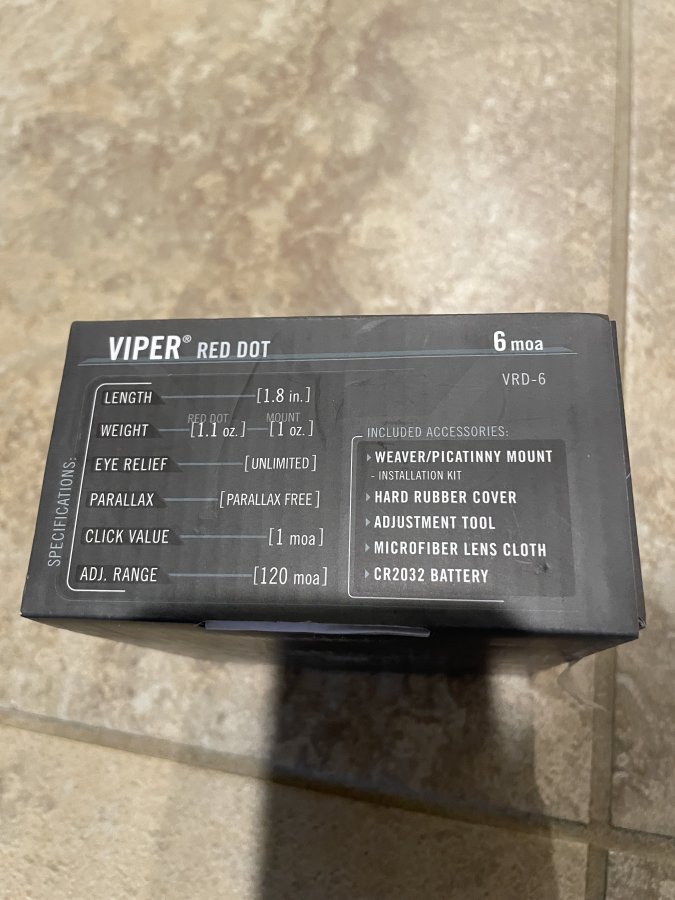 VIPER® RED DOT
6 moa
VRD-6
SPECIFICATIONS:
LENGTH [1.8 in.]
RED DOT MOUNT
WEIGHT [1.1 oz.] [1 oz.]
EYE RELIEF [UNLIMITED]
PARALLAX [PARALLAX FREE]
CLICK VALUE [1 moa]
ADJ. RANGE [120 moa]
INCLUDED ACCESSORIES:
WEAVER/PICATINNY MOUNT
- INSTALLATION KIT
HARD RUBBER COVER
ADJUSTMENT TOOL
MICROFIBER LENS CLOTH
CR2032 BATTERY